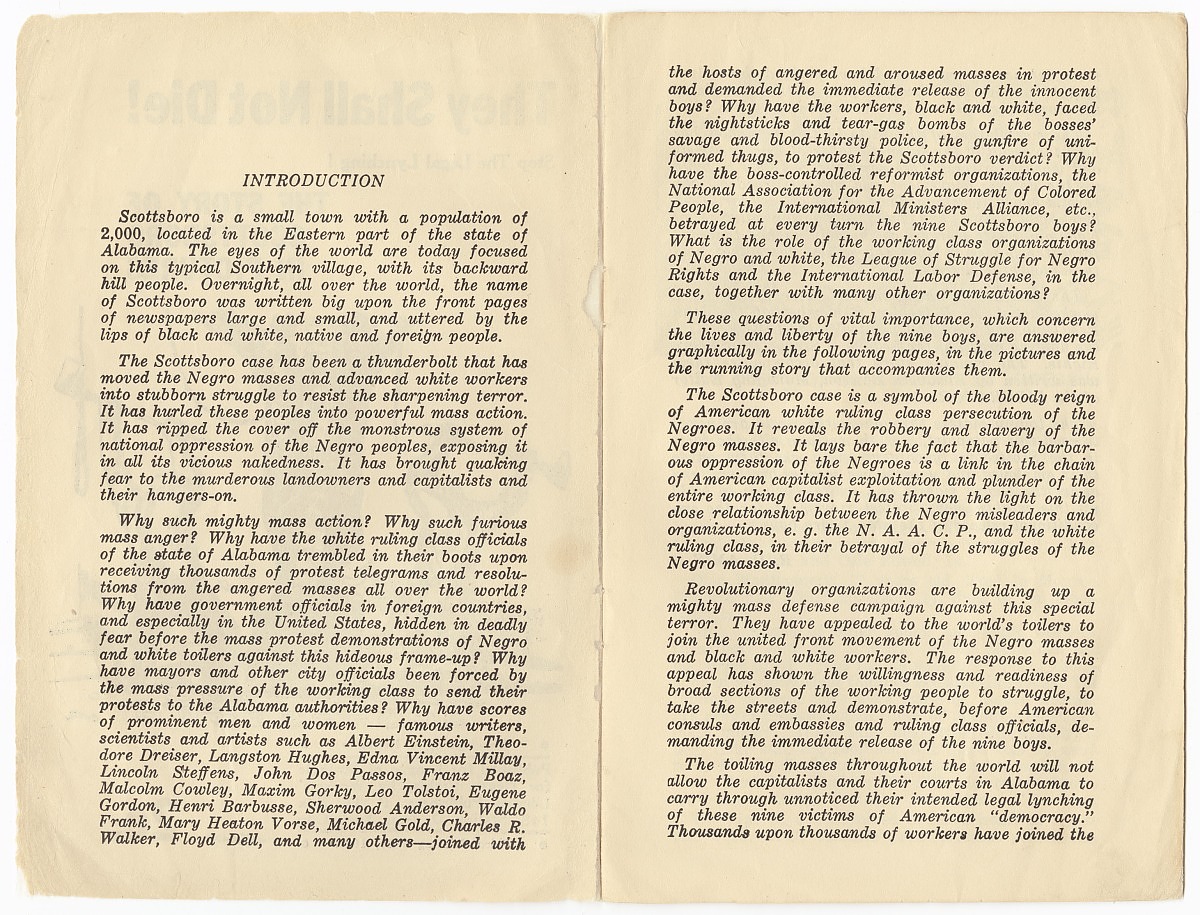 INTRODUCTION
Scottsboro is a small town with a population of
2,000, located in the Eastern part of the state of
Alabama. The eyes of the world are today focused
on this typical Southern village, with its backward
hill people. Overnight, all over the world, the name
of Scottsboro was written big upon the front pages
of newspapers large and small, and uttered by the
lips of black and white, native and foreign people.
The Scottsboro case has been a thunderbolt that has
moved the Negro masses and advanced white workers
into stubborn struggle to resist the sharpening terror.
It has hurled these peoples into powerful mass action.
It has ripped the cover off the monstrous system of
national oppression of the Negro peoples, exposing it
in all its vicious nakedness. It has brought quaking
fear to the murderous landowners and capitalists and
their hangers-on.
Why such mighty mass action? Why such furious
mass anger? Why have the white ruling class officials
of the state of Alabama trembled in their boots upon
receiving thousands of protest telegrams and resolu-
tions from the angered masses all over the world?
Why have government officials in foreign countries,
and especially in the United States, hidden in deadly
fear before the mass protest demonstrations of Negro
and white toilers against this hideous frame-up? Why
have mayors and other city officials been forced by
the mass pressure of the working class to send their
protests to the Alabama authorities? Why have scores
of prominent men and women — famous writers,
scientists and artists such as Albert Einstein, Theo-
dore Dreiser, Langston Hughes, Edna Vincent Millay,
Lincoln Steffens, John Dos Passos, Franz Boaz,
Malcolm Cowley, Maxim Gorky, Leo Tolstoi, Eugene
Gordon, Henri Barbusse, Sherwood Anderson, Waldo
Frank, Mary Heaton Vorse, Michael Gold, Charles R.
Walker, Floyd Dell, and many others—joined with
the hosts of angered and aroused masses in protest
and demanded the immediate release of the innocent
boys? Why have the workers, black and white, faced
the nightsticks and tear-gas bombs of the bosses'
savage and blood-thirsty police, the gunfire of uni-
formed thugs, to protest the Scottsboro verdict? Why
have the boss-controlled reformist organizations, the
National Association for the Advancement of Colored
People, the International Ministers Alliance, etc.,
betrayed at every turn the nine Scottsboro boys?
What is the role of the working class organizations
of Negro and white, the League of Struggle for Negro
Rights and the International Labor Defense, in the
case, together with many other organizations?
These questions of vital importance, which concern
the lives and liberty of the nine boys, are answered
graphically in the following pages, in the pictures and
the running story that accompanies them.
The Scottsboro case is a symbol of the bloody reign
of American white ruling class persecution of the
Negroes. It reveals the robbery and slavery of the
Negro masses. It lays bare the fact that the barbar-
ous oppression of the Negroes is a link in the chain
of American capitalist exploitation and plunder of the
entire working class. It has thrown the light on the
close relationship between the Negro misleaders and
organizations, e. g. the N. A. A. C. P., and the white
ruling class, in their betrayal of the struggles of the
Negro masses.
Revolutionary organizations are building up a
mighty mass defense campaign against this special
terror. They have appealed to the world's toilers to
join the united front movement of the Negro masses
and black and white workers. The response to this
appeal has shown the willingness and readiness of
broad sections of the working people to struggle, to
take the streets and demonstrate, before American
consuls and embassies and ruling class officials, de-
manding the immediate release of the nine boys.
The toiling masses throughout the world will not
allow the capitalists and their courts in Alabama to
carry through unnoticed their intended legal lynching
of these nine victims of American "democracy."
Thousands upon thousands of workers have joined the